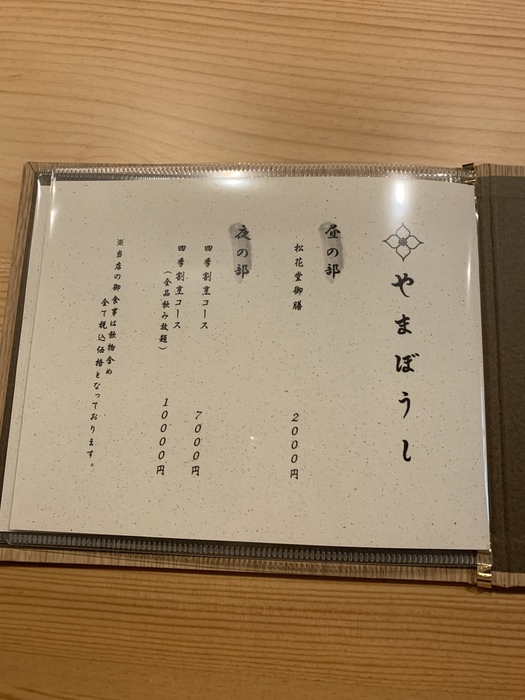 やまぼうし
昼の部
松花堂御膳 2000円
夜の部
四季割烹コース 7000円
四季割烹コース
（全品飲み放題） 10000円
※当店の御食事は飲物含め
全て税込価格となっております。